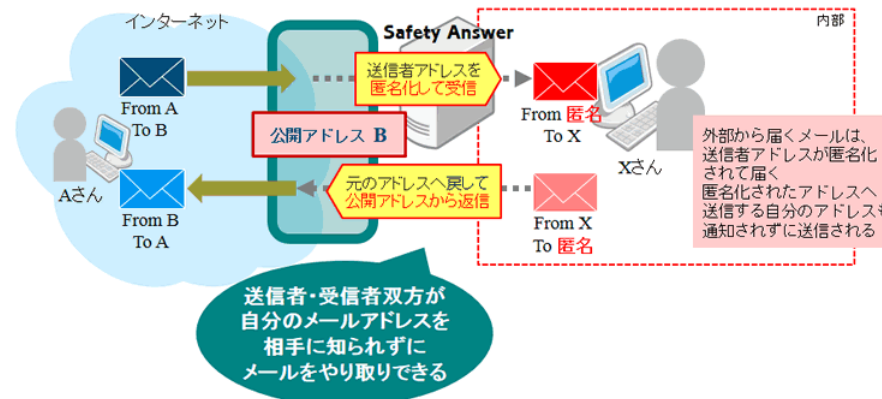 インターネット
Safety Answer
内部
送信者アドレスを
匿名化して受信
From A
To B
From 匿名
To X
公開アドレス B
Aさん
Xさん
外部から届くメールは、
送信者アドレスが匿名化
されて届く
匿名化されたアドレスへ
送信する自分のアドレスも
通知されずに送信される
元のアドレスへ戻して
公開アドレスから返信
From B
To A
From X
To 匿名
送信者・受信者双方が
自分のメールアドレスを
相手に知られずに
メールをやり取りできる